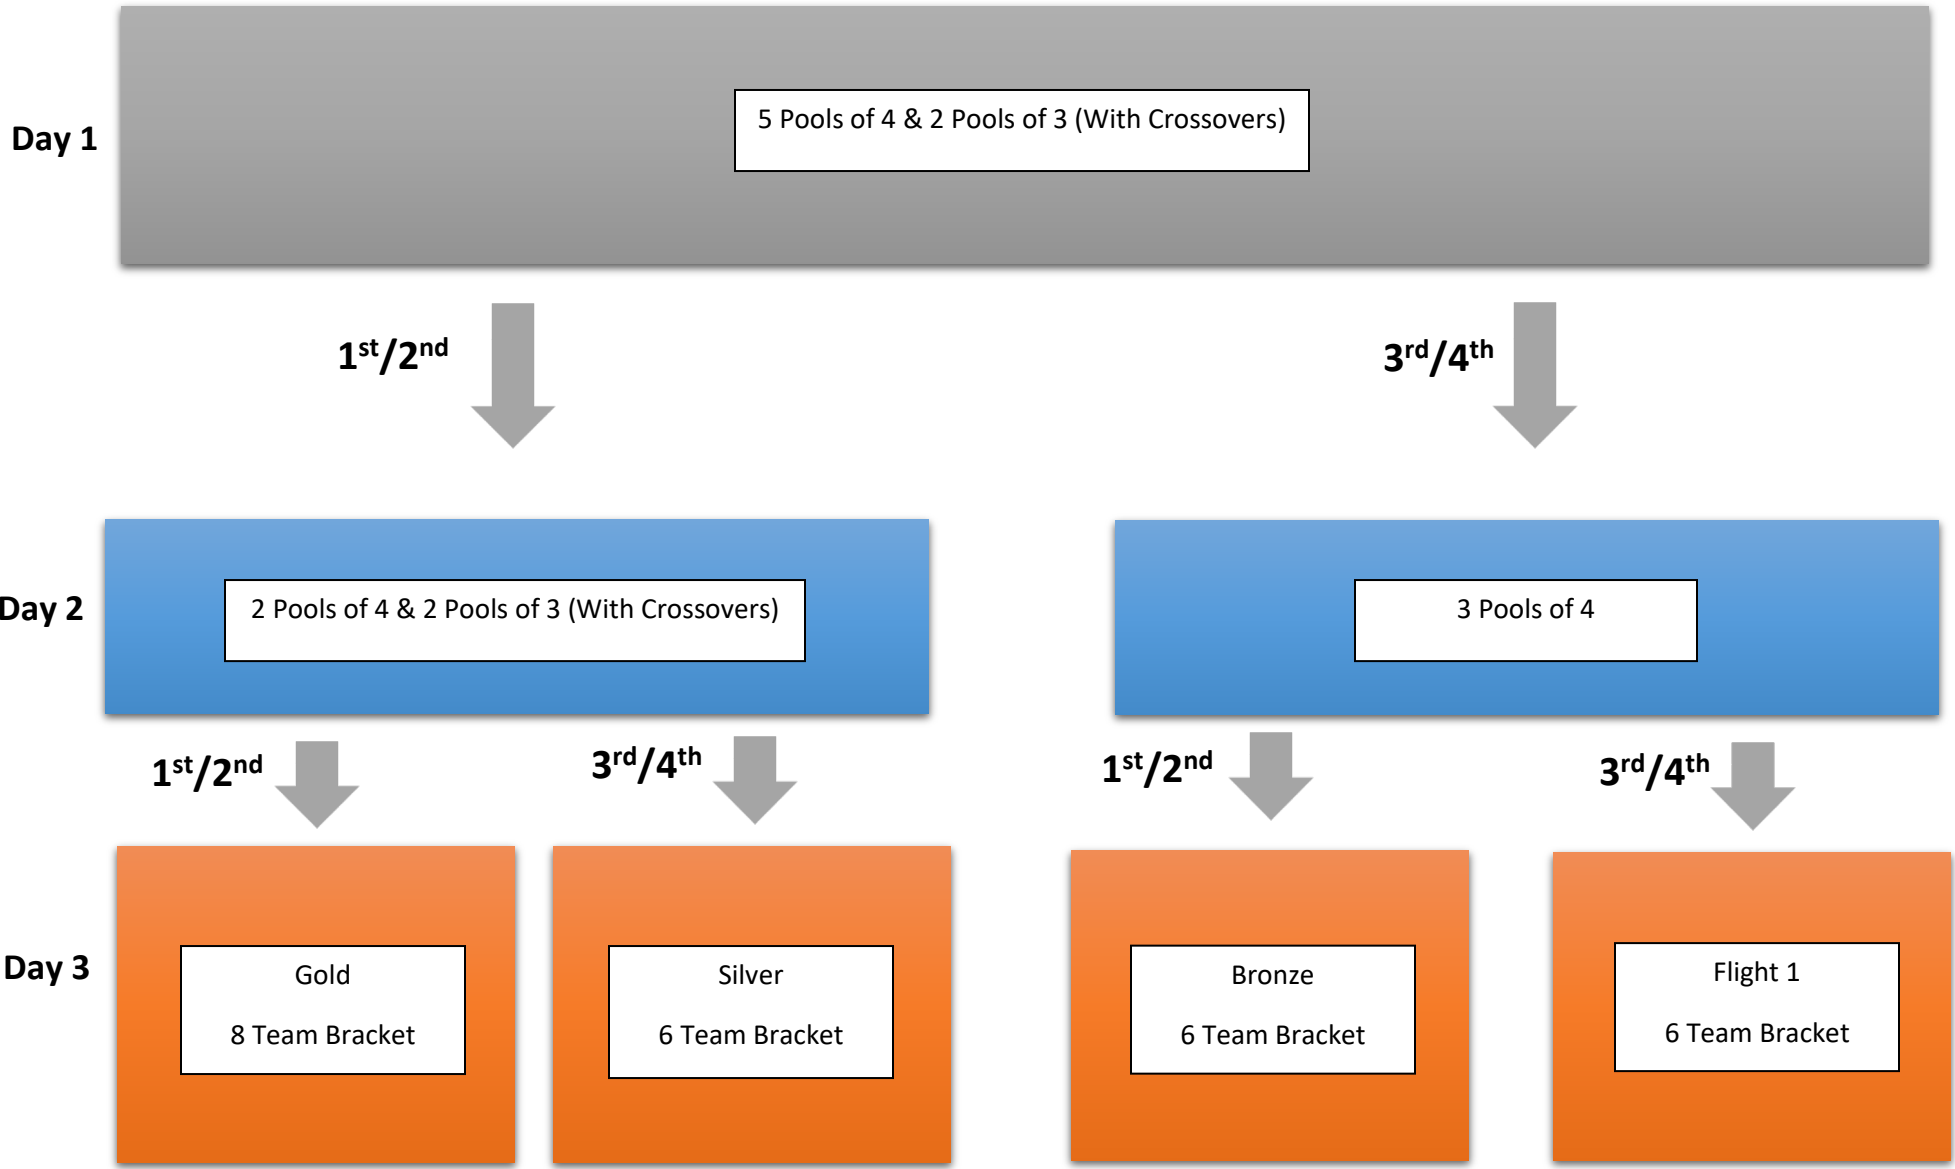 Day 1
5 Pools of 4 & 2 Pools of 3 (With Crossovers)
1st/2nd
3rd/4th
Day 2
2 Pools of 4 & 2 Pools of 3 (With Crossovers)
3 Pools of 4
1st/2nd
3rd/4th
1st/2nd
3rd/4th
Day 3
Gold
8 Team Bracket
Silver
6 Team Bracket
Bronze
6 Team Bracket
Flight 1
6 Team Bracket